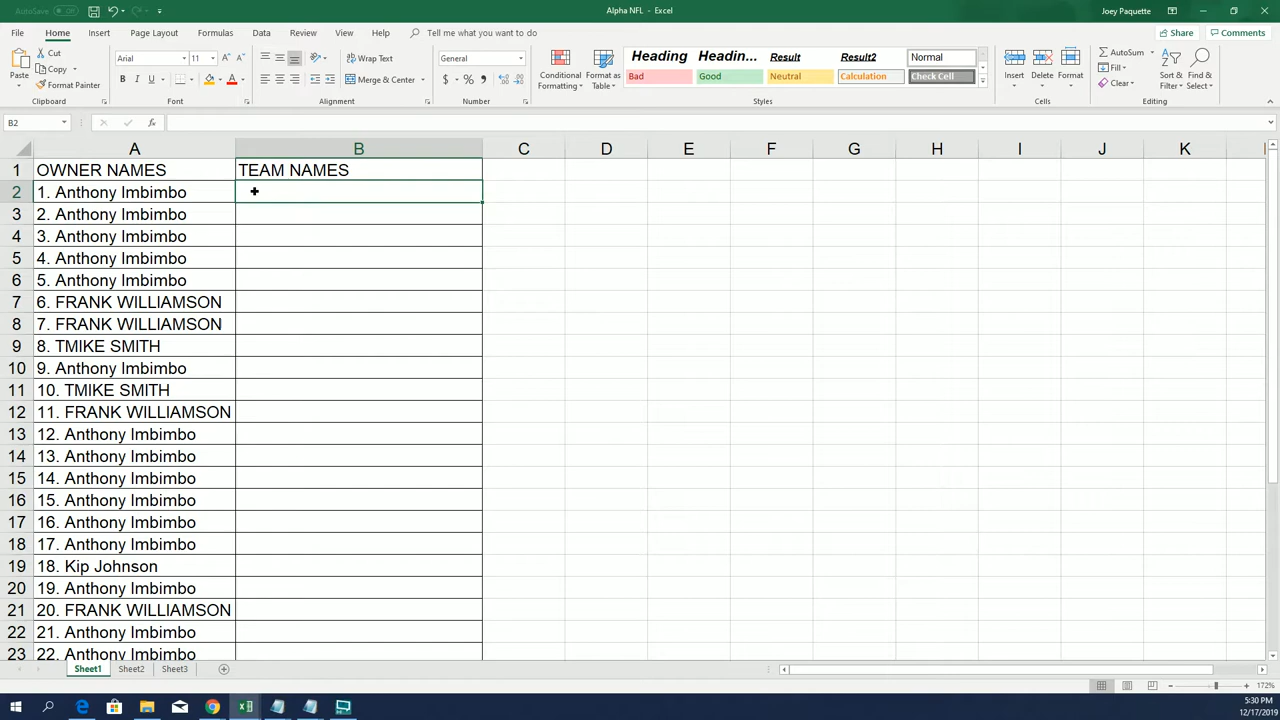 AutoSave Off
Alpha NFL - Excel
Joey Paquette
File Home Insert Page Layout Formulas Data Review View Help Tell me what you want to do
Share Comments
Paste Cut Copy Format Painter
Clipboard
Arial 11 A A
B I U A
Font
Wrap Text
Merge & Center
Alignment
General
$ % ,
Number
Conditional Formatting
Format as Table
Heading Headin... Result Result2 Normal
Bad Good Neutral Calculation Check Cell
Styles
Insert Delete Format
Cells
AutoSum Fill Clear
Sort & Filter
Find & Select
Editing
B2 fx
A B C D E F G H I J K
1 OWNER NAMES TEAM NAMES
2 1. Anthony Imbimbo
3 2. Anthony Imbimbo
4 3. Anthony Imbimbo
5 4. Anthony Imbimbo
6 5. Anthony Imbimbo
7 6. FRANK WILLIAMSON
8 7. FRANK WILLIAMSON
9 8. TMIKE SMITH
10 9. Anthony Imbimbo
11 10. TMIKE SMITH
12 11. FRANK WILLIAMSON
13 12. Anthony Imbimbo
14 13. Anthony Imbimbo
15 14. Anthony Imbimbo
16 15. Anthony Imbimbo
17 16. Anthony Imbimbo
18 17. Anthony Imbimbo
19 18. Kip Johnson
20 19. Anthony Imbimbo
21 20. FRANK WILLIAMSON
22 21. Anthony Imbimbo
23 22. Anthony Imbimbo
Sheet1 Sheet2 Sheet3
172%
5:30 PM
12/17/2019